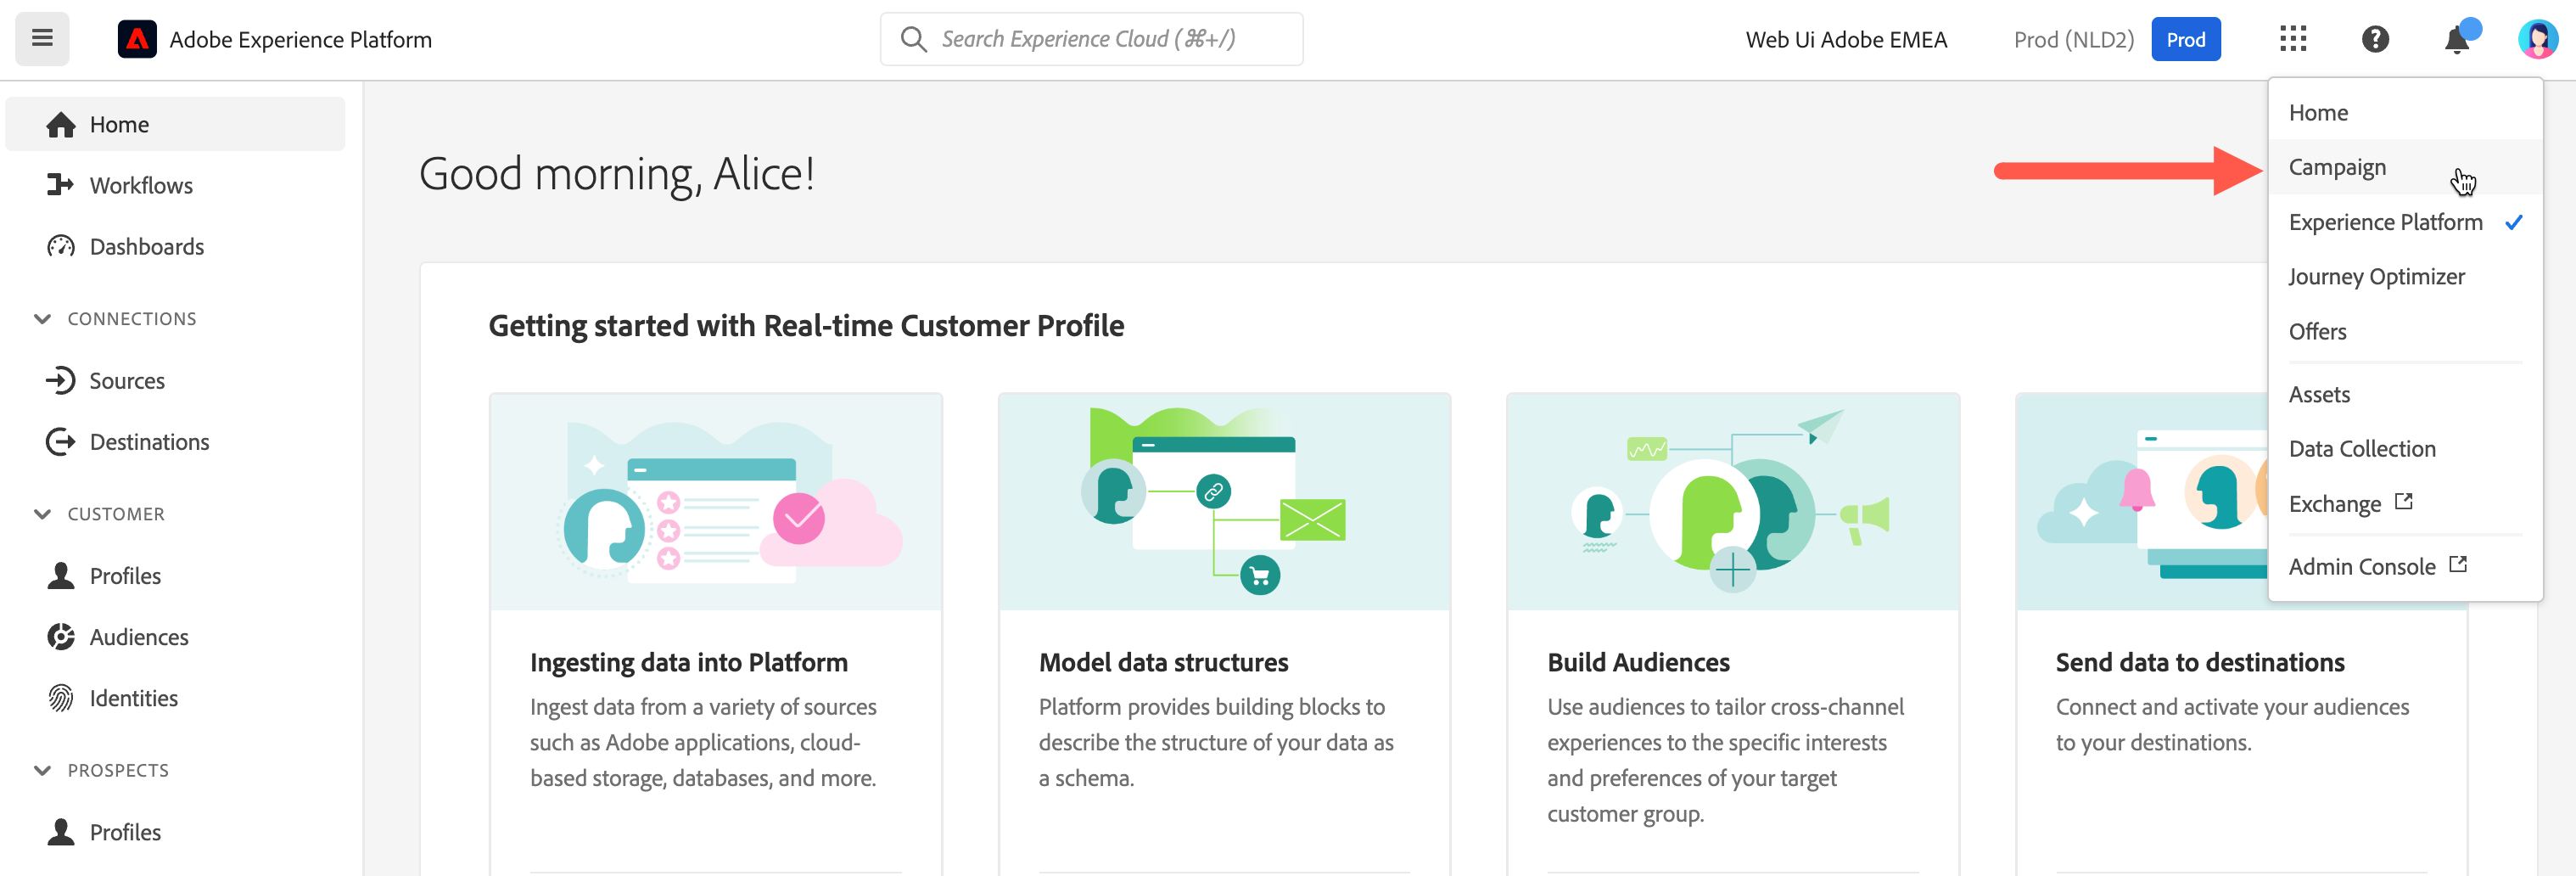 Adobe Experience Platform
Search Experience Cloud (⌘+/)
Web Ui Adobe EMEA
Prod (NLD2)
Prod
Home
Workflows
Dashboards
CONNECTIONS
Sources
Destinations
CUSTOMER
Profiles
Audiences
Identities
PROSPECTS
Profiles
Good morning, Alice!
Getting started with Real-time Customer Profile
Ingesting data into Platform
Ingest data from a variety of sources
such as Adobe applications, cloud-
based storage, databases, and more.
Model data structures
Platform provides building blocks to
describe the structure of your data as
a schema.
Build Audiences
Use audiences to tailor cross-channel
experiences to the specific interests
and preferences of your target
customer group.
Send data to destinations
Connect and activate your audiences
to your destinations.
Home
Campaign
Experience Platform
Journey Optimizer
Offers
Assets
Data Collection
Exchange
Admin Console